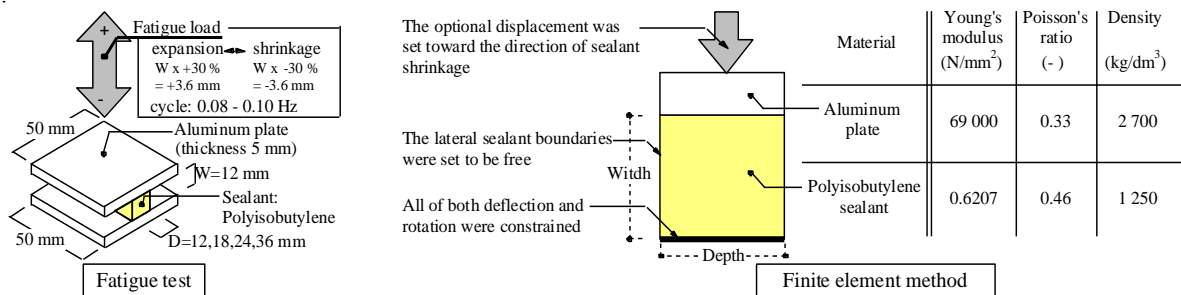 Fatigue load
+
expansion shrinkage
W x +30 % W x -30 %
= +3.6 mm = -3.6 mm
cycle: 0.08 - 0.10 Hz
-
50 mm
Aluminum plate
(thickness 5 mm)
W=12 mm
Sealant:
Polyisobutylene
50 mm
D=12,18,24,36 mm
Fatigue test
The optional displacement was
set toward the direction of sealant
shrinkage
The lateral sealant boundaries
were set to be free
Witdh
All of both deflection and
rotation were constrained
Depth
Aluminum
plate
Polyisobutylene
sealant
Finite element method
Material Young's modulus (N/mm²) Poisson's ratio (-) Density (kg/dm³)
69 000 0.33 2 700
0.6207 0.46 1 250